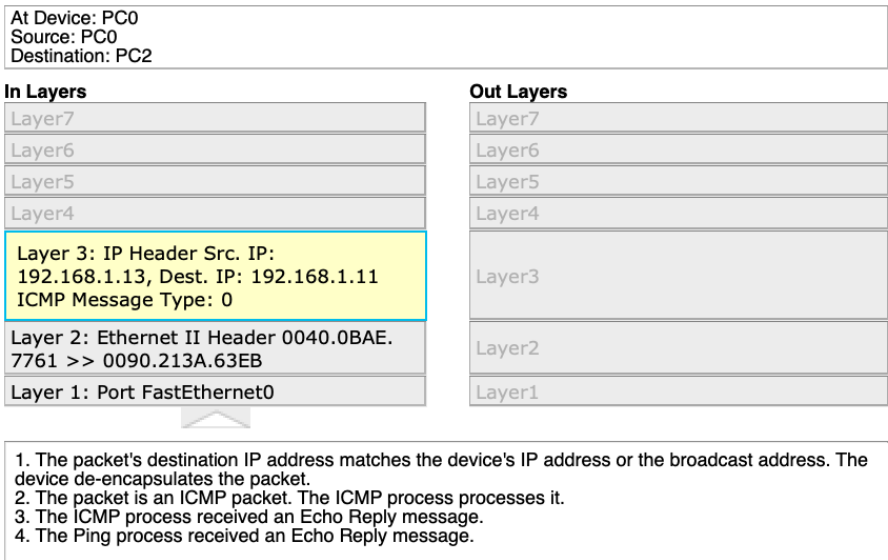 At Device: PC0
Source: PC0
Destination: PC2
In Layers
Layer7
Layer6
Layer5
Layer4
Layer 3: IP Header Src. IP:
192.168.1.13, Dest. IP: 192.168.1.11
ICMP Message Type: 0
Layer 2: Ethernet II Header 0040.0BAE.
7761 >> 0090.213A.63EB
Layer 1: Port FastEthernet0
Out Layers
Layer7
Layer6
Layer5
Layer4
Layer3
Layer2
Layer1
1. The packet's destination IP address matches the device's IP address or the broadcast address. The
device de-encapsulates the packet.
2. The packet is an ICMP packet. The ICMP process processes it.
3. The ICMP process received an Echo Reply message.
4. The Ping process received an Echo Reply message.